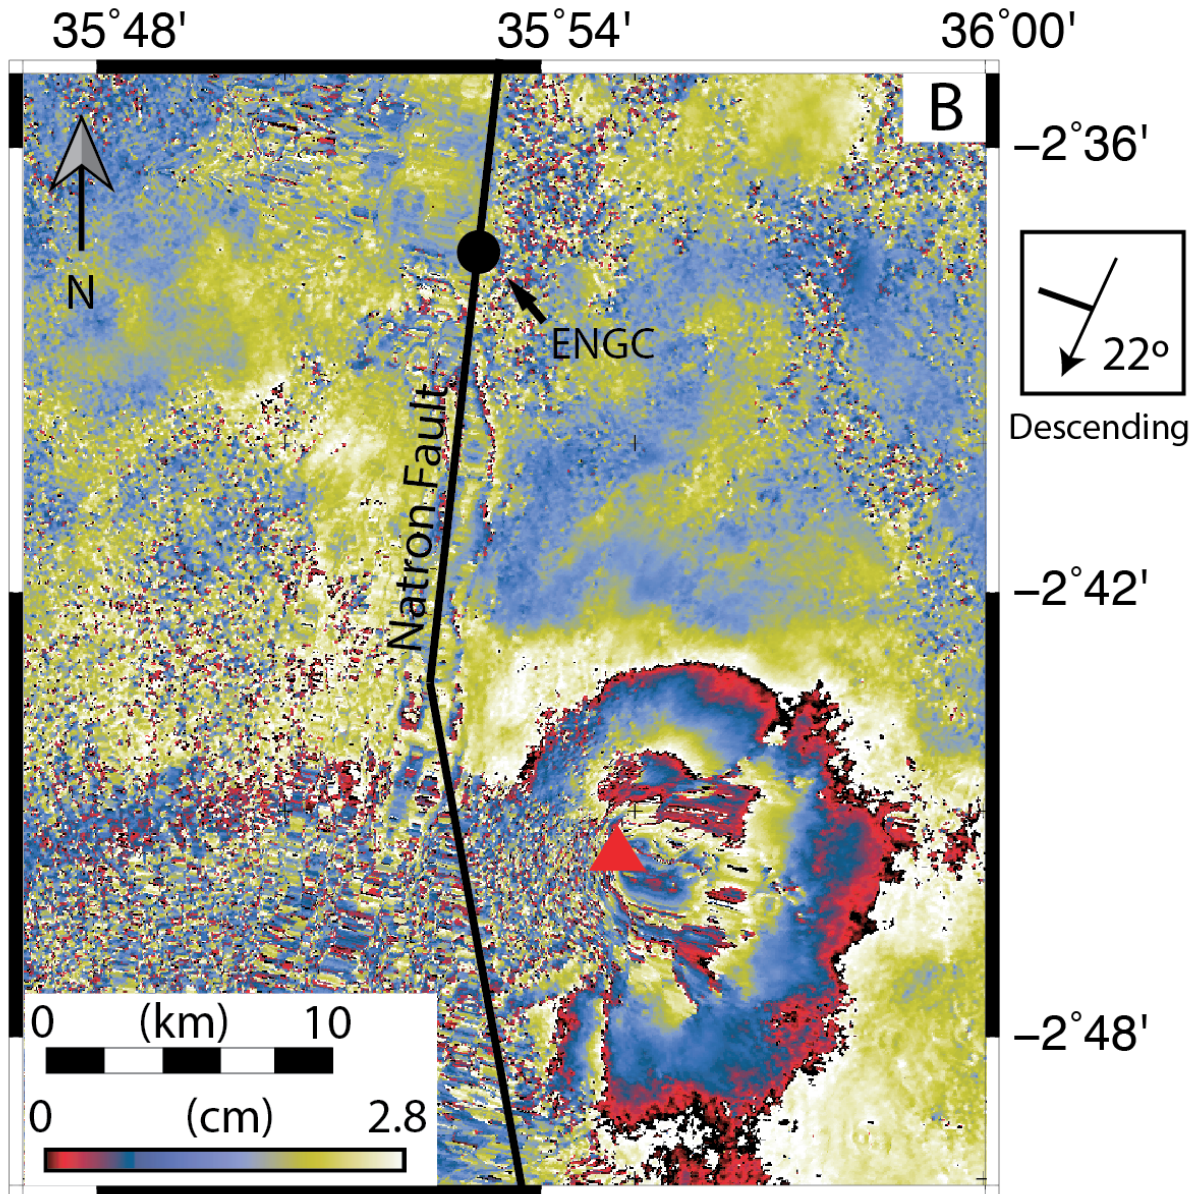 35°48' 35°54' 36°00'
B
−2°36'
N
ENGC
22º
Descending
Natron Fault
−2°42'
0 (km) 10
−2°48'
0 (cm) 2.8